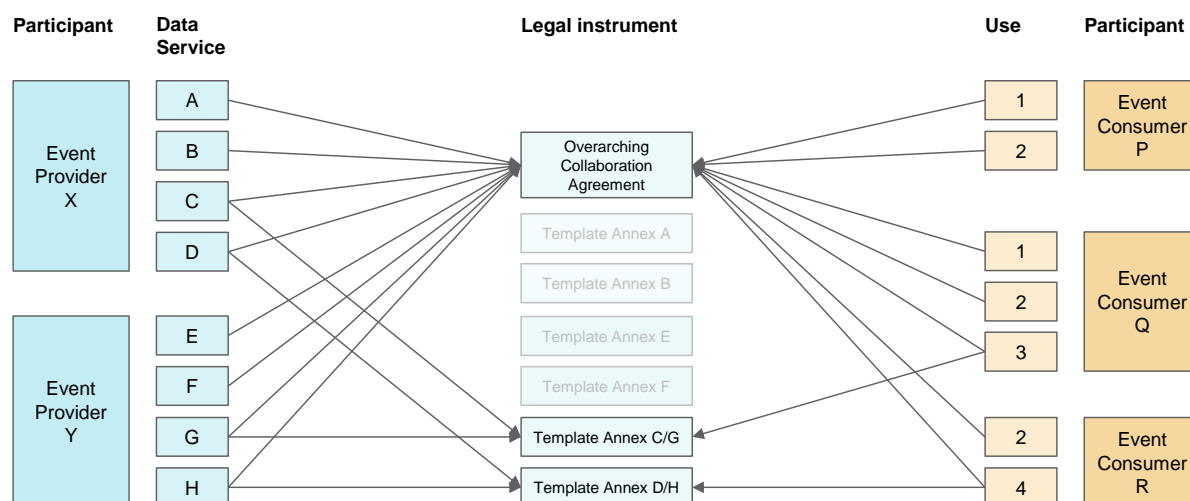 Participant
Data
Service
Legal instrument
Use
Participant
Event
Provider
X
A
B
C
D
Event
Provider
Y
E
F
G
H
Overarching
Collaboration
Agreement
Template Annex A
Template Annex B
Template Annex E
Template Annex F
Template Annex C/G
Template Annex D/H
1
2
Event
Consumer
P
1
2
3
Event
Consumer
Q
2
4
Event
Consumer
R